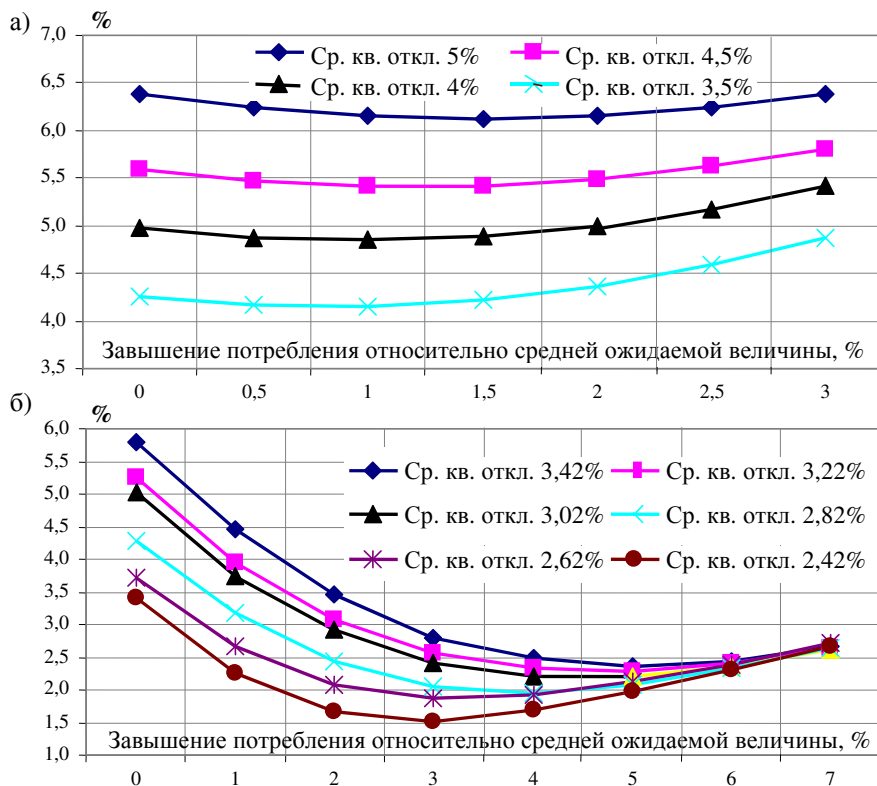 а)
%
7,0
Ср. кв. откл. 5% Ср. кв. откл. 4,5%
Ср. кв. откл. 4% Ср. кв. откл. 3,5%
6,5
6,0
5,5
5,0
4,5
4,0
3,5
Завышение потребления относительно средней ожидаемой величины, %
0 0,5 1 1,5 2 2,5 3
б)
%
6,0
5,5
Ср. кв. откл. 3,42% Ср. кв. откл. 3,22%
5,0
Ср. кв. откл. 3,02% Ср. кв. откл. 2,82%
4,5
4,0
Ср. кв. откл. 2,62% Ср. кв. откл. 2,42%
3,5
3,0
2,5
2,0
1,5
1,0
Завышение потребления относительно средней ожидаемой величины, %
0 1 2 3 4 5 6 7